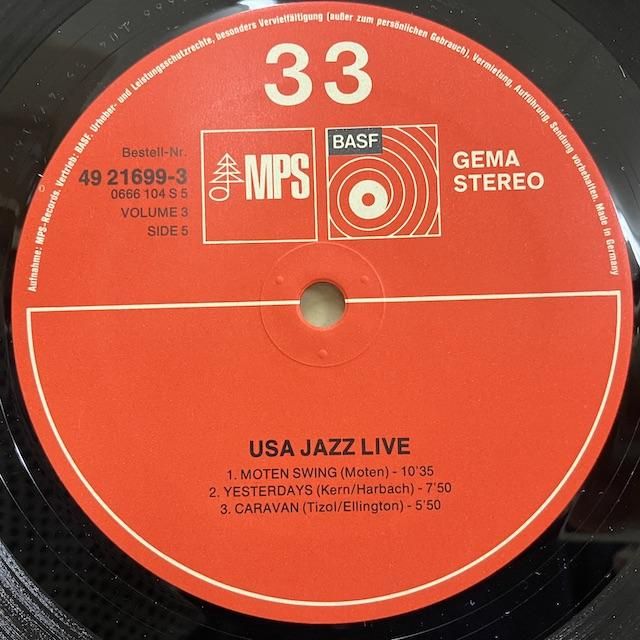 Aufnahme: MPS-Records. Vertrieb: BASF. Urheber- und Leistungsschutzrechte, besonders Vervielfältigung (außer zum persönlichen Gebrauch), Vermietung, Aufführung, Sendung vorbehalten. Made in Germany
33
Bestell-Nr.
49 21699-3
0666 104 S 5
VOLUME 3
SIDE 5
MPS
BASF
GEMA
STEREO
USA JAZZ LIVE
1. MOTEN SWING (Moten) - 10'35
2. YESTERDAYS (Kern/Harbach) - 7'50
3. CARAVAN (Tizol/Ellington) - 5'50